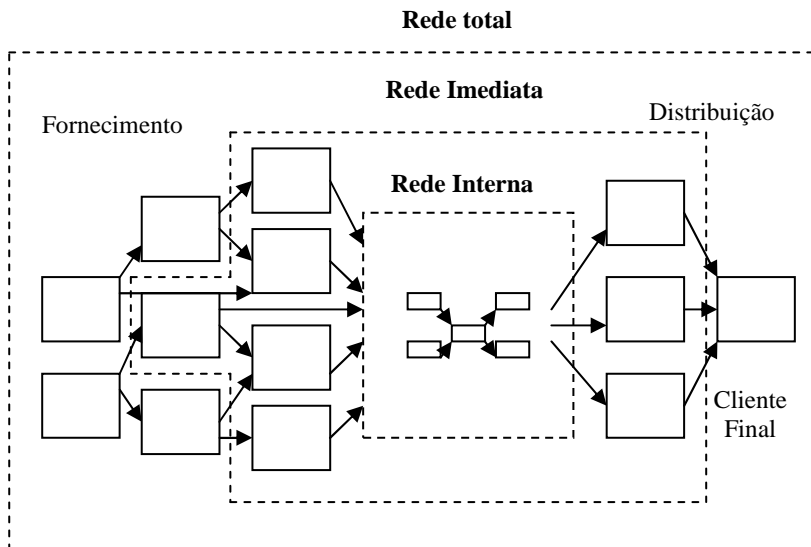 Rede total
Rede Imediata
Fornecimento
Distribuição
Rede Interna
Cliente
Final